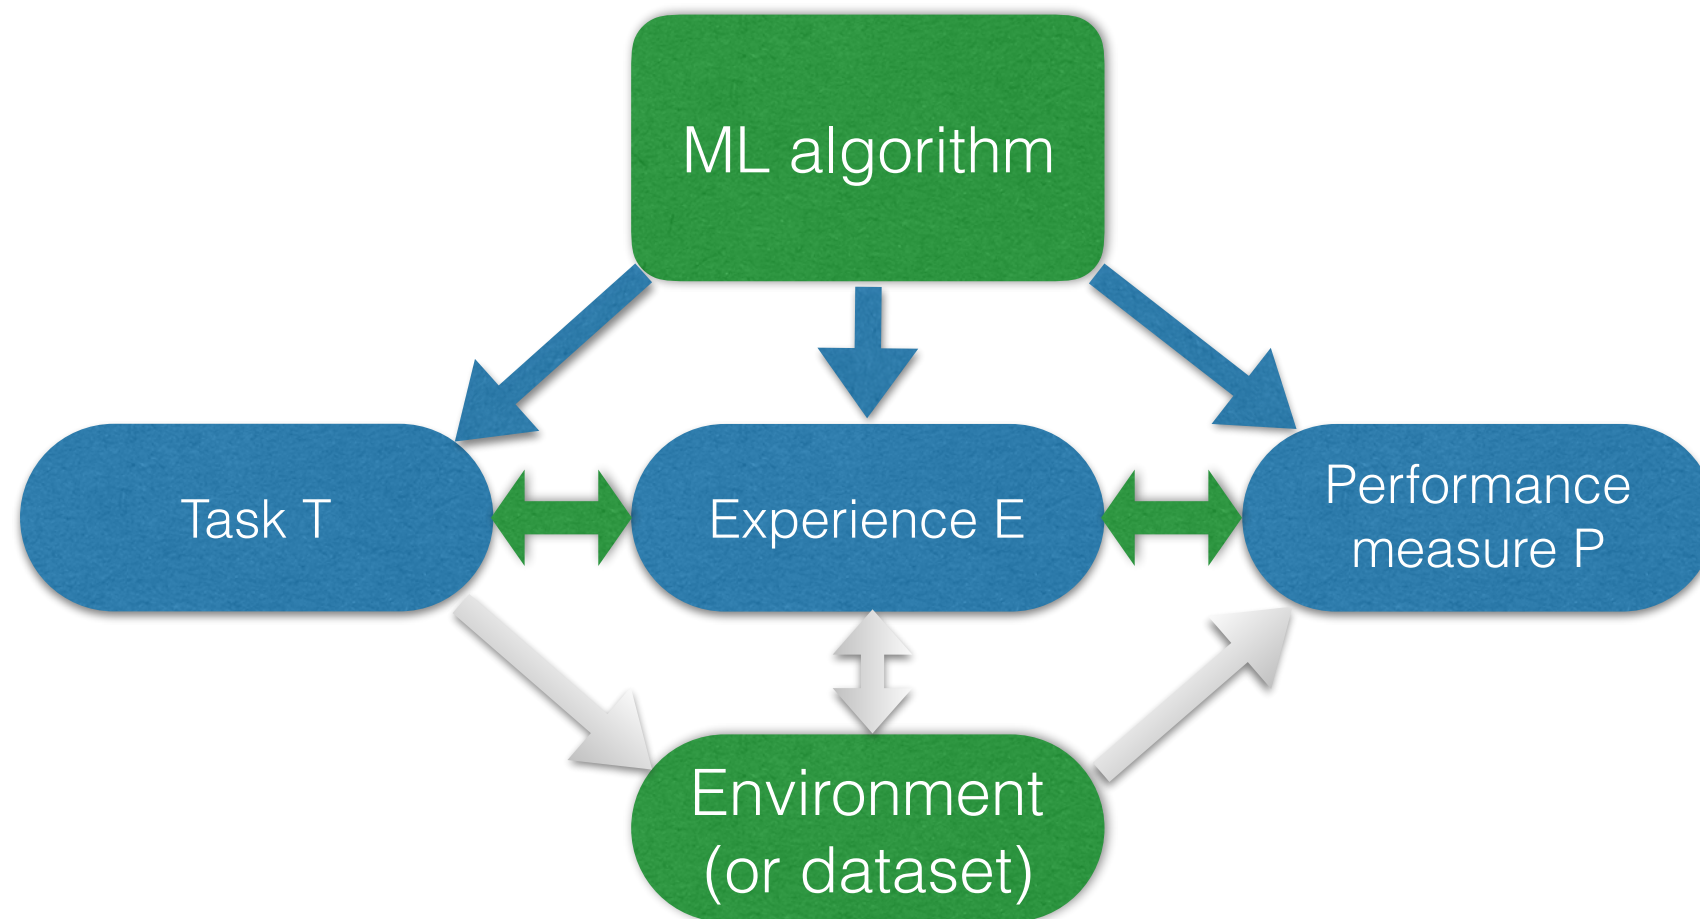 ML algorithm
Task T
Experience E
Performance
measure P
Environment
(or dataset)